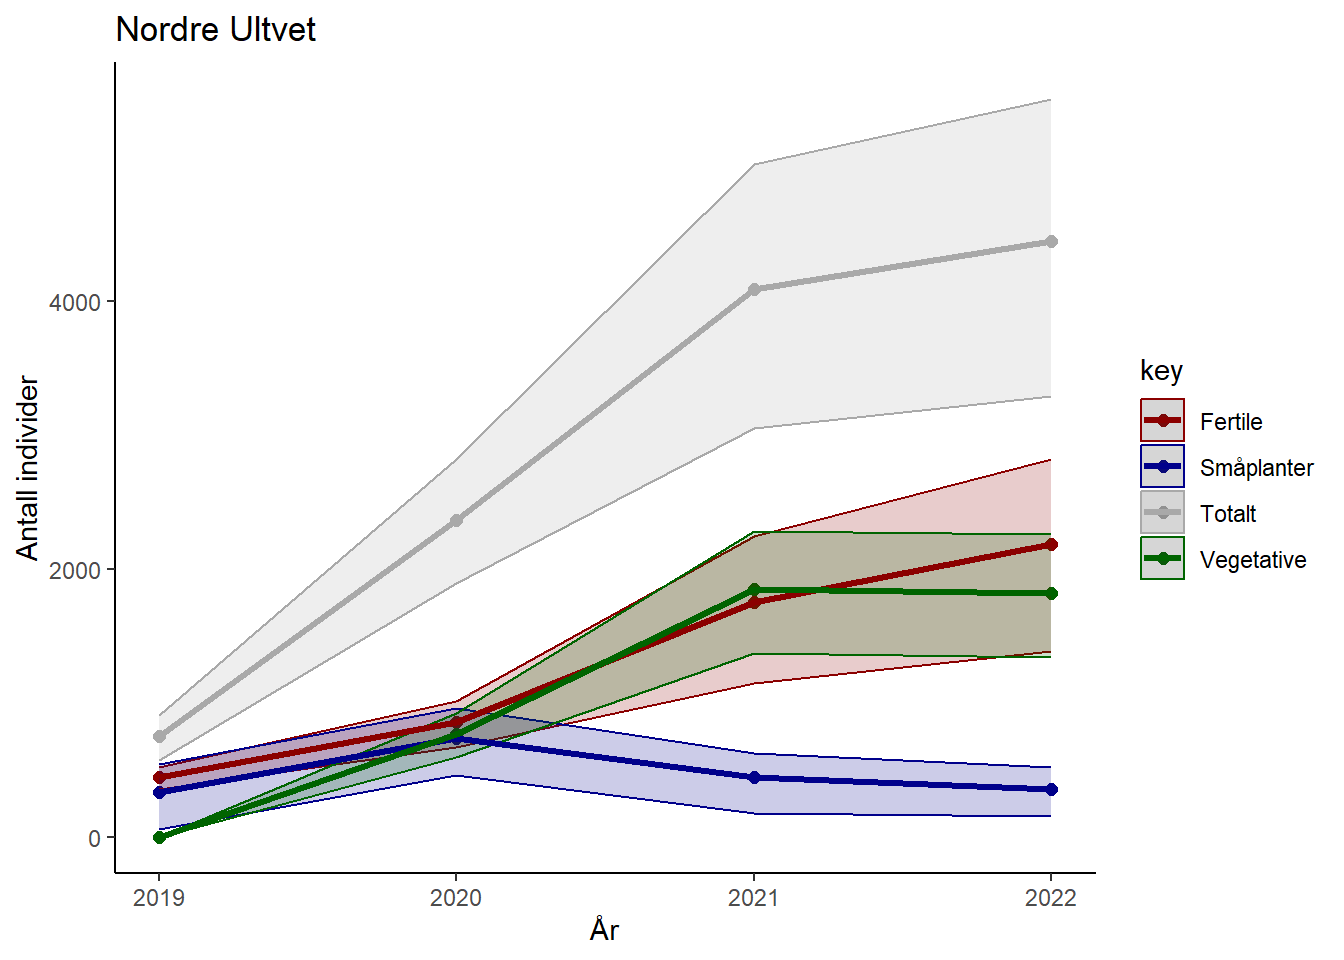 Nordre Ultvet
Antall individer
4000
2000
0
2019
2020
2021
2022
År
key
Fertile
Småplanter
Totalt
Vegetative